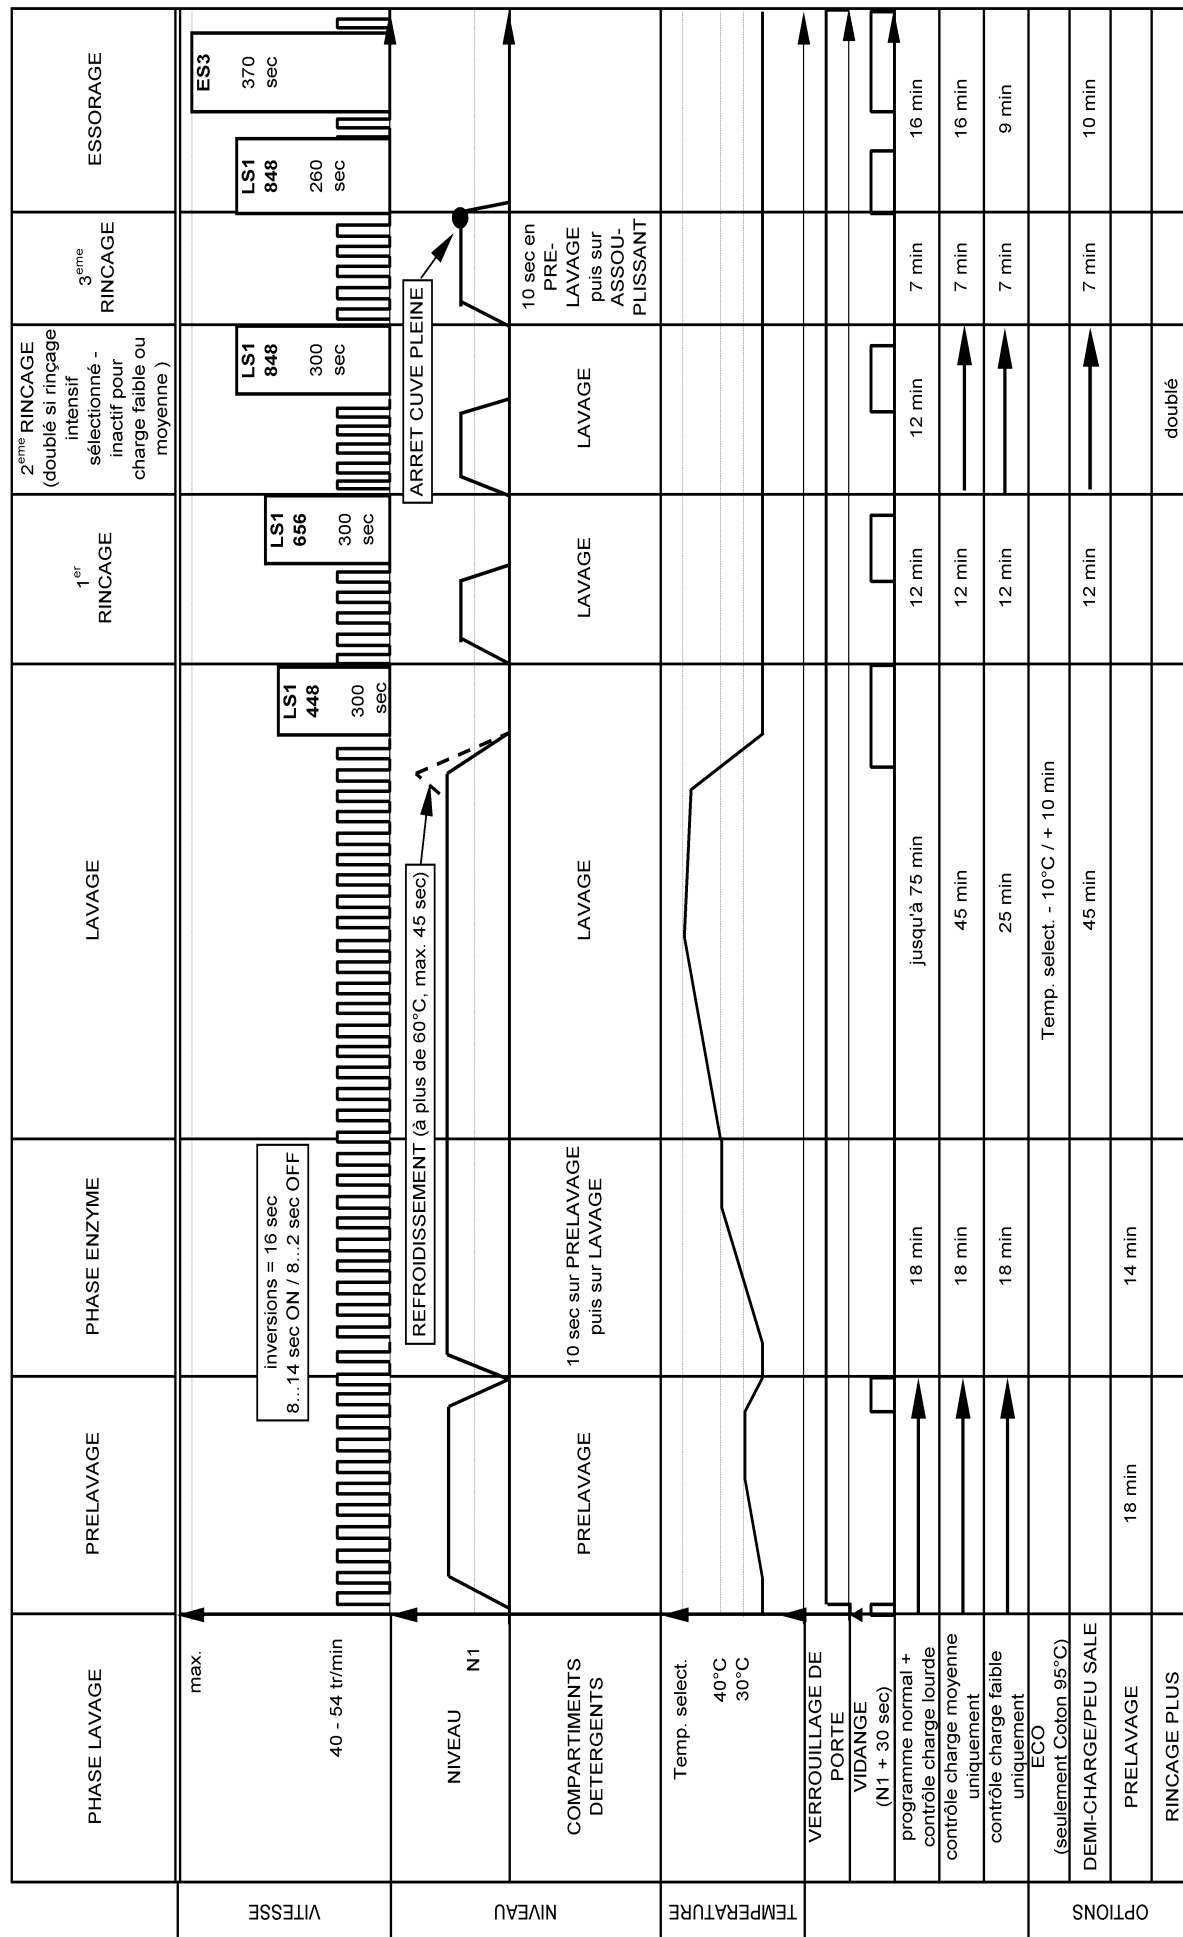 PHASE LAVAGE
PRELAVAGE
PHASE ENZYME
LAVAGE
1er
RINCAGE
2eme RINCAGE
(doublé si rinçage
intensif
sélectionné -
inactif pour
charge faible ou
moyenne )
3eme
RINCAGE
ESSORAGE
VITESSE
max.
40 - 54 tr/min
inversions = 16 sec
8...14 sec ON / 8...2 sec OFF
LS1
448
300
sec
LS1
656
300
sec
LS1
848
300
sec
LS1
848
260
sec
ES3
370
sec
NIVEAU
NIVEAU
N1
REFROIDISSEMENT (à plus de 60°C, max. 45 sec)
ARRET CUVE PLEINE
COMPARTIMENTS
DETERGENTS
PRELAVAGE
10 sec sur PRELAVAGE
puis sur LAVAGE
LAVAGE
LAVAGE
LAVAGE
10 sec en
PRE-
LAVAGE
puis sur
ASSOU-
PLISSANT
TEMPERATURE
Temp. select.
40°C
30°C
VERROUILLAGE DE
PORTE
VIDANGE
(N1 + 30 sec)
programme normal +
contrôle charge lourde
18 min
jusqu'à 75 min
12 min
12 min
7 min
16 min
contrôle charge moyenne
uniquement
18 min
45 min
12 min
7 min
16 min
contrôle charge faible
uniquement
18 min
25 min
12 min
7 min
9 min
OPTIONS
ECO
(seulement Coton 95°C)
Temp. select. - 10°C / + 10 min
DEMI-CHARGE/PEU SALE
45 min
12 min
7 min
10 min
PRELAVAGE
18 min
14 min
RINCAGE PLUS
doublé